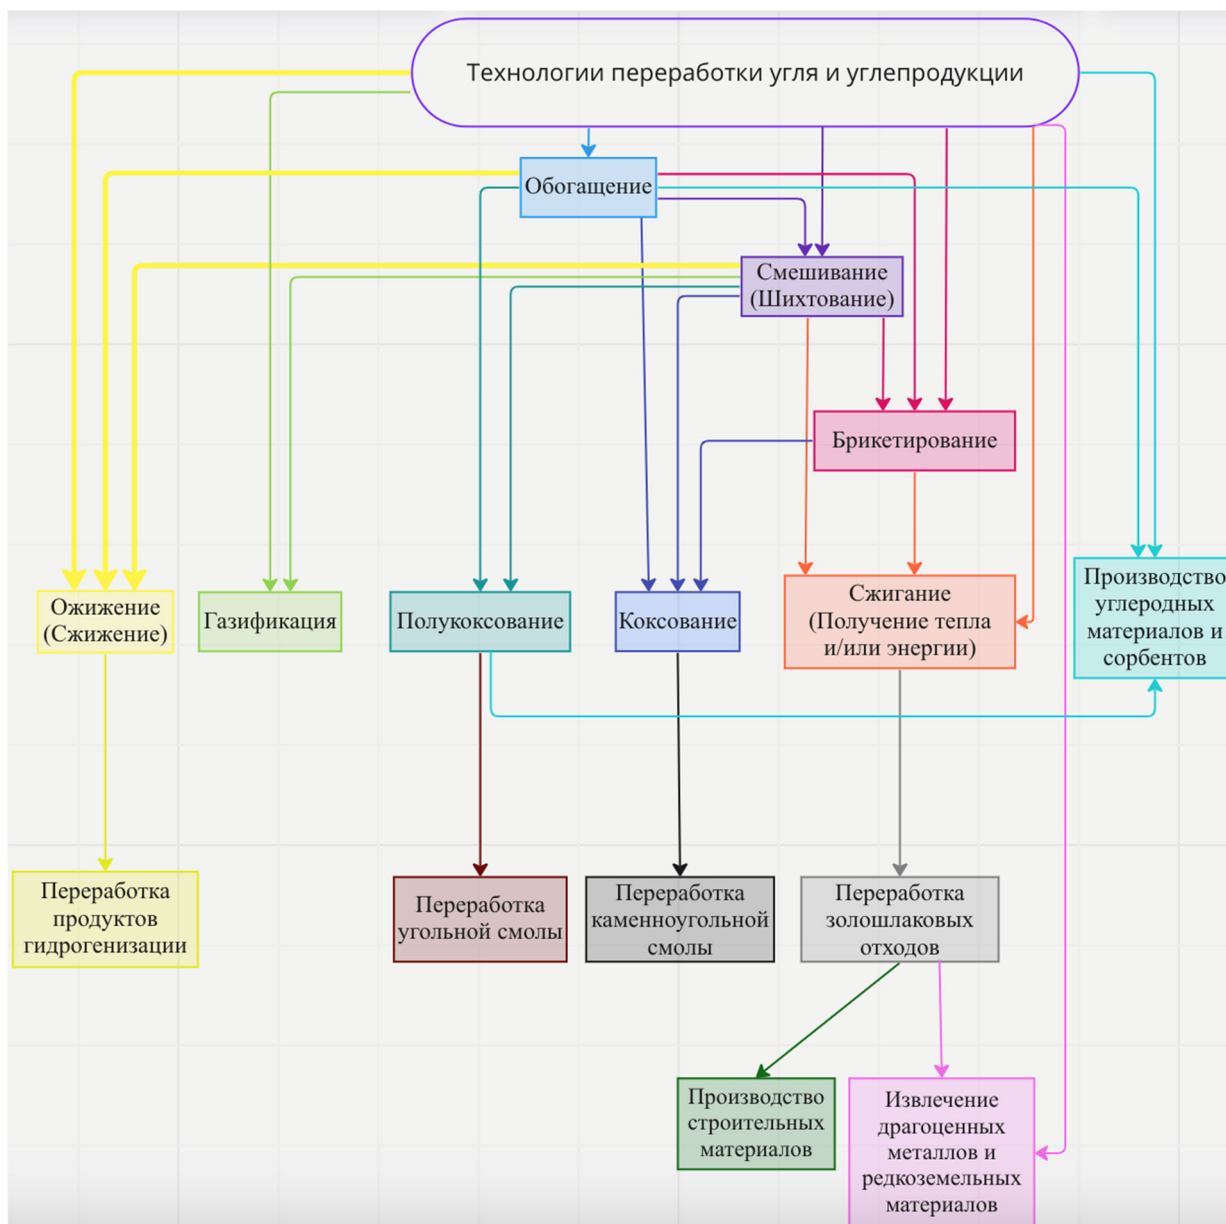 Технологии переработки угля и углепродукции
Обогащение
Смешивание
(Шихтование)
Брикетирование
Ожижение
(Сжижение)
Газификация
Полукоксование
Коксование
Сжигание
(Получение тепла
и/или энергии)
Производство
углеродных
материалов и
сорбентов
Переработка
продуктов
гидрогенизации
Переработка
угольной смолы
Переработка
каменноугольной
смолы
Переработка
золошлаковых
отходов
Производство
строительных
материалов
Извлечение
драгоценных
металлов и
редкоземельных
материалов